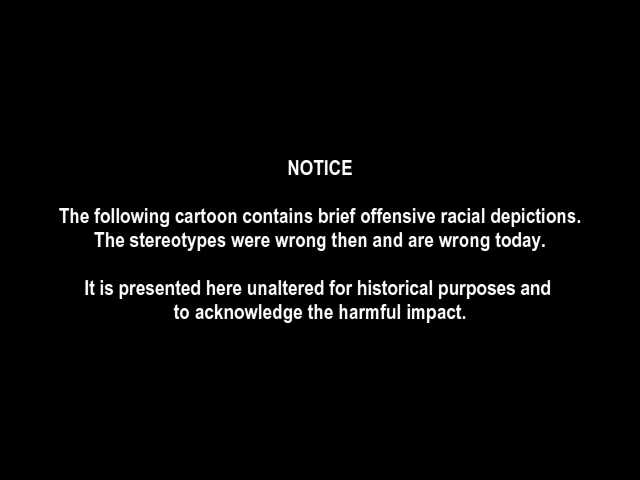 NOTICE
The following cartoon contains brief offensive racial depictions.
The stereotypes were wrong then and are wrong today.
It is presented here unaltered for historical purposes and
to acknowledge the harmful impact.